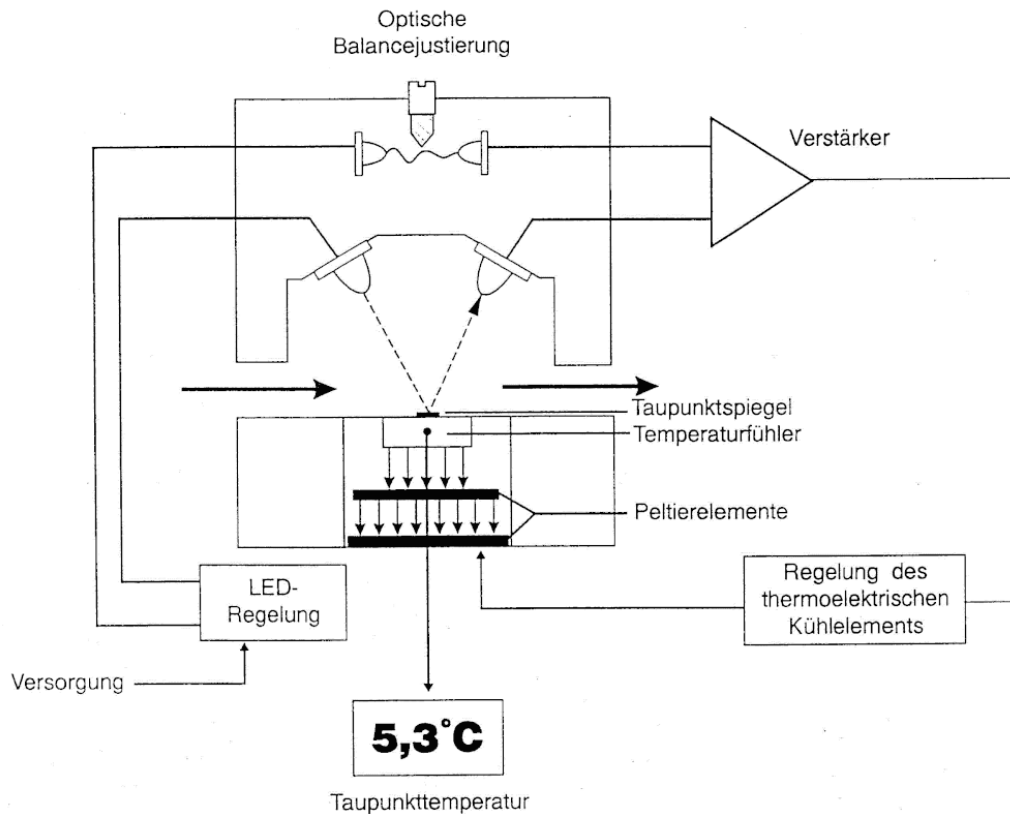 Optische
Balancejustierung
Verstärker
Taupunktspiegel
Temperaturfühler
Peltierelemente
LED-
Regelung
Regelung des
thermoelektrischen
Kühlelements
Versorgung
5,3°C
Taupunkttemperatur